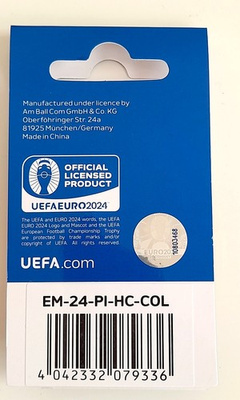 Manufactured under licence by
Am Ball Com GmbH & Co. KG
Oberföhringer Str. 24a
81925 München/Germany
Made in China
OFFICIAL
LICENSED
PRODUCT
UEFA EURO2024
The UEFA and EURO 2024 words, the UEFA
EURO 2024 Logo and Mascot and the UEFA
European Football Championship Trophy
are protected by trade marks and/or
copyright of UEFA. All rights reserved.
10803468
UEFA.com
EM-24-PI-HC-COL
4 042332 079336